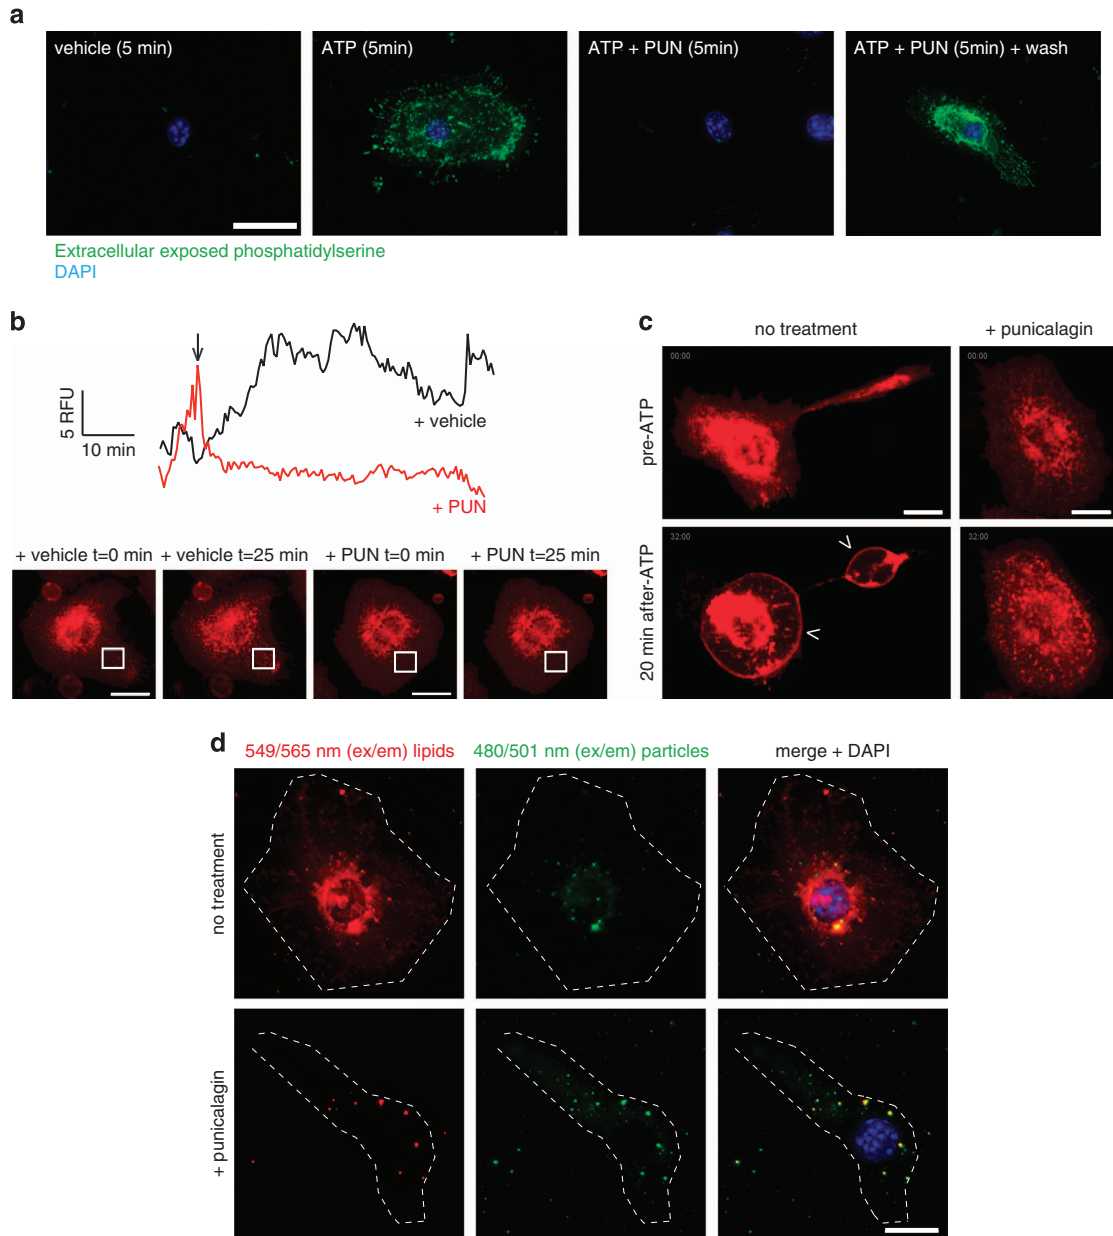 a
vehicle (5 min)
ATP (5min)
ATP + PUN (5min)
ATP + PUN (5min) + wash
Extracellular exposed phosphatidylserine
DAPI
b
5 RFU
10 min
+ vehicle
+ PUN
+ vehicle t=0 min
+ vehicle t=25 min
+ PUN t=0 min
+ PUN t=25 min
c
no treatment
+ punicalagin
pre-ATP
00:00
00:00
20 min after-ATP
32:00
32:00
d
549/565 nm (ex/em) lipids
480/501 nm (ex/em) particles
merge + DAPI
no treatment
+ punicalagin